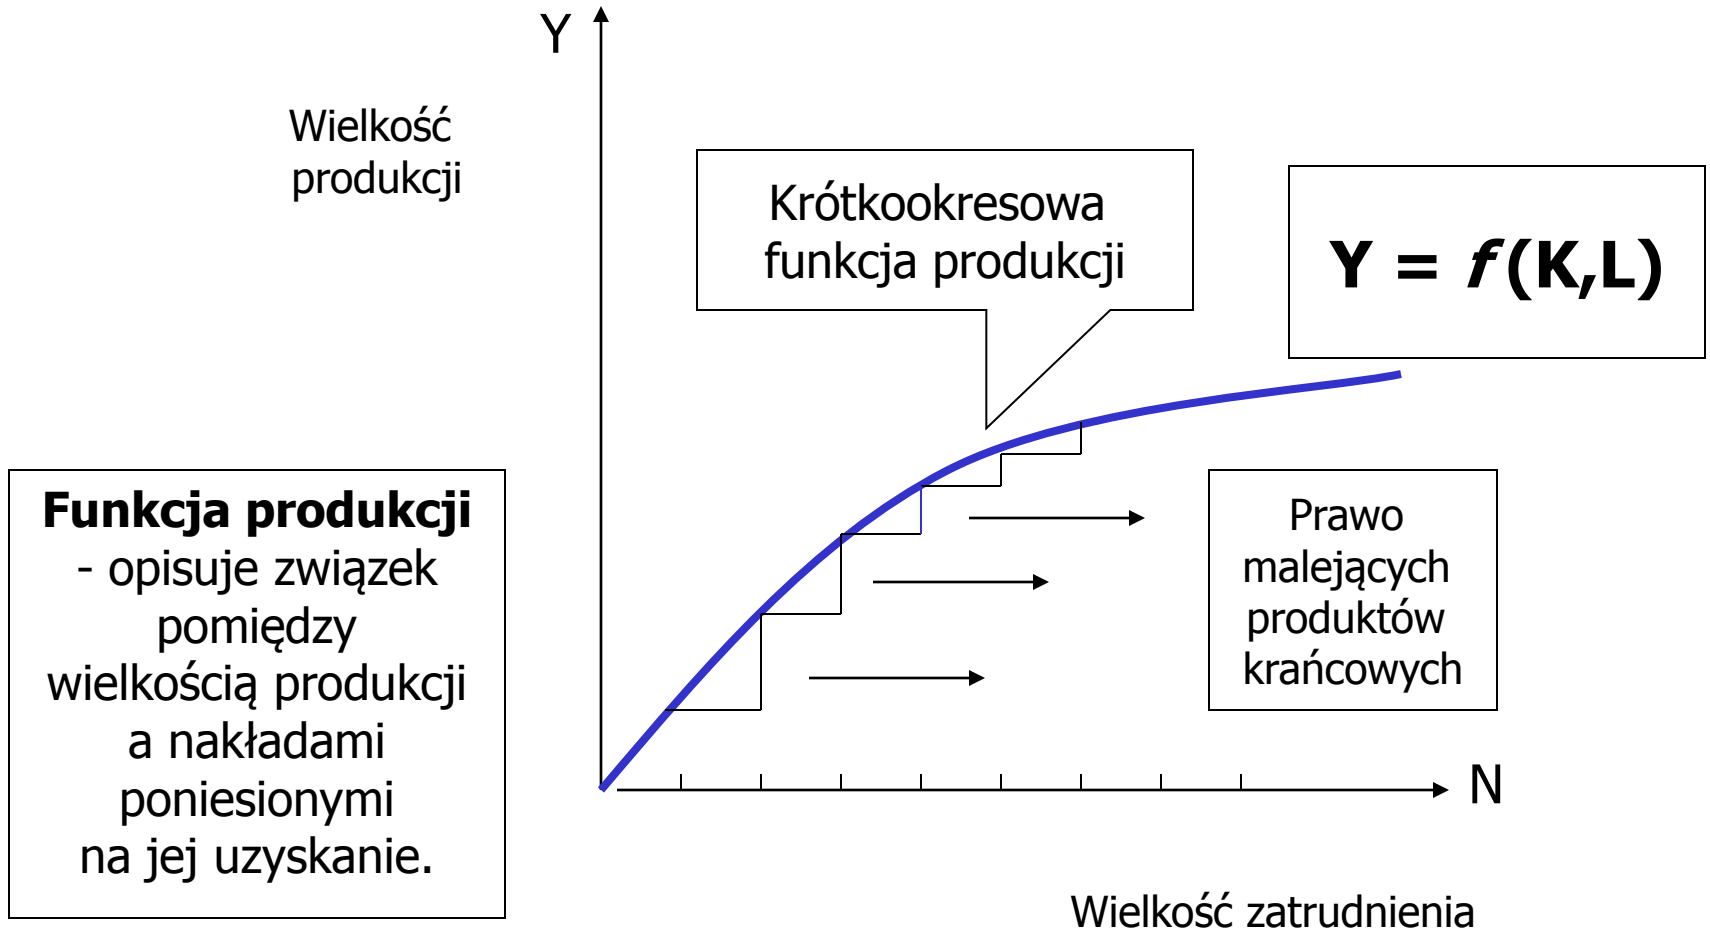 Y
Wielkość
produkcji
Krótkookresowa
funkcja produkcji
Y = f(K,L)
Funkcja produkcji
- opisuje związek
pomiędzy
wielkością produkcji
a nakładami
poniesionymi
na jej uzyskanie.
Prawo
malejących
produktów
krańcowych
N
Wielkość zatrudnienia